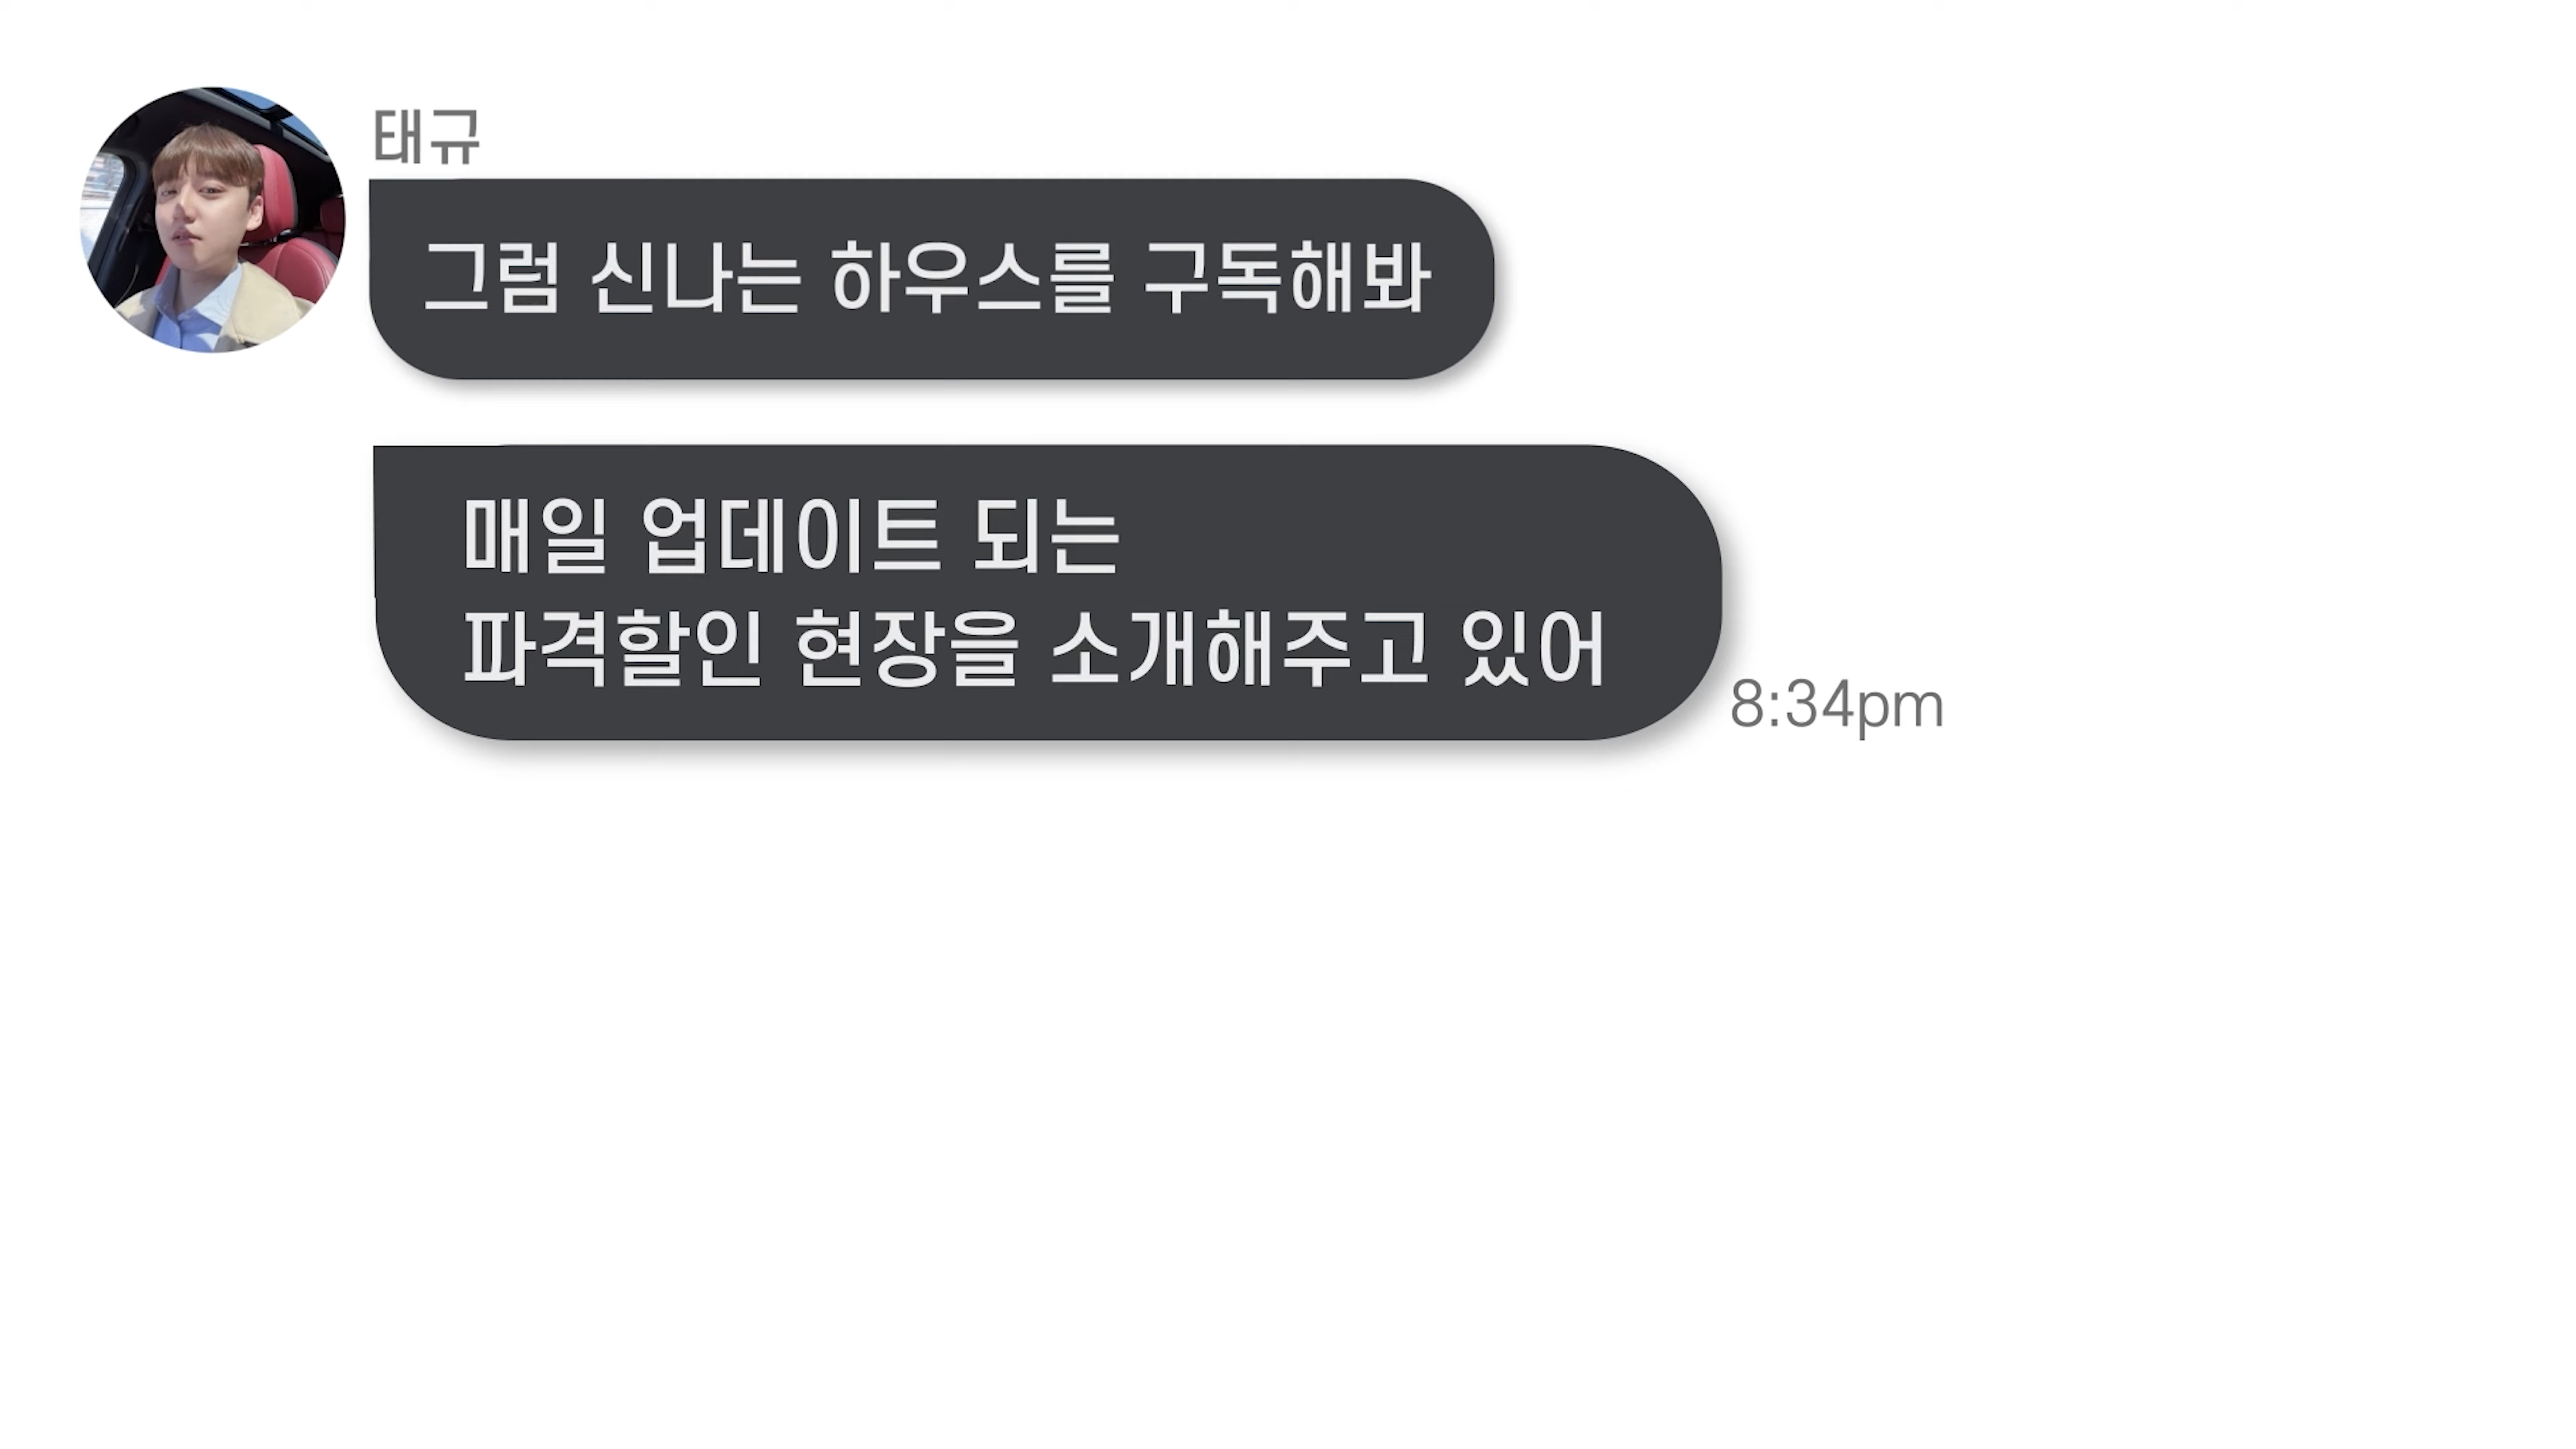 태규
그럼 신나는 하우스를 구독해봐
매일 업데이트 되는
파격할인 현장을 소개해주고 있어
8:34pm